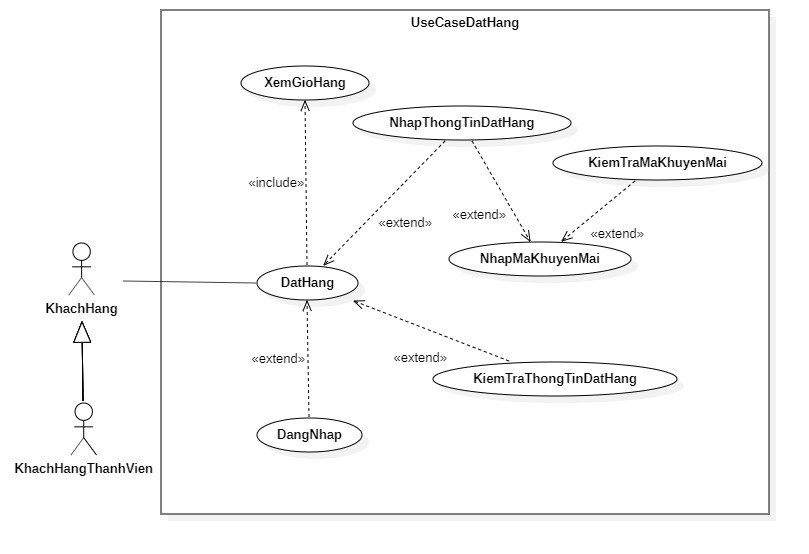 UseCaseDatHang
XemGioHang
NhapThongTinDatHang
KiemTraMaKhuyenMai
«include»
«extend»
«extend»
«extend»
NhapMaKhuyenMai
DatHang
KhachHang
«extend»
«extend»
KiemTraThongTinDatHang
DangNhap
KhachHangThanhVien